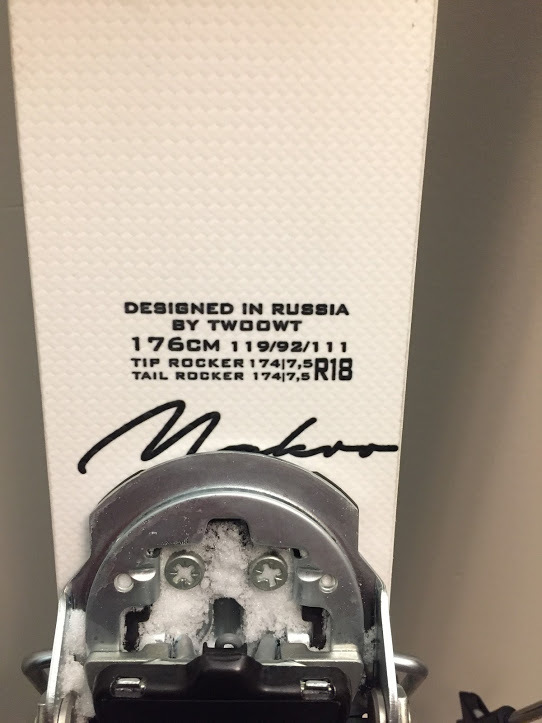 DESIGNED IN RUSSIA
BY TWOOWT
176CM 119/92/111
TIP ROCKER 174|7,5 R18
TAIL ROCKER 174|7,5
Makro